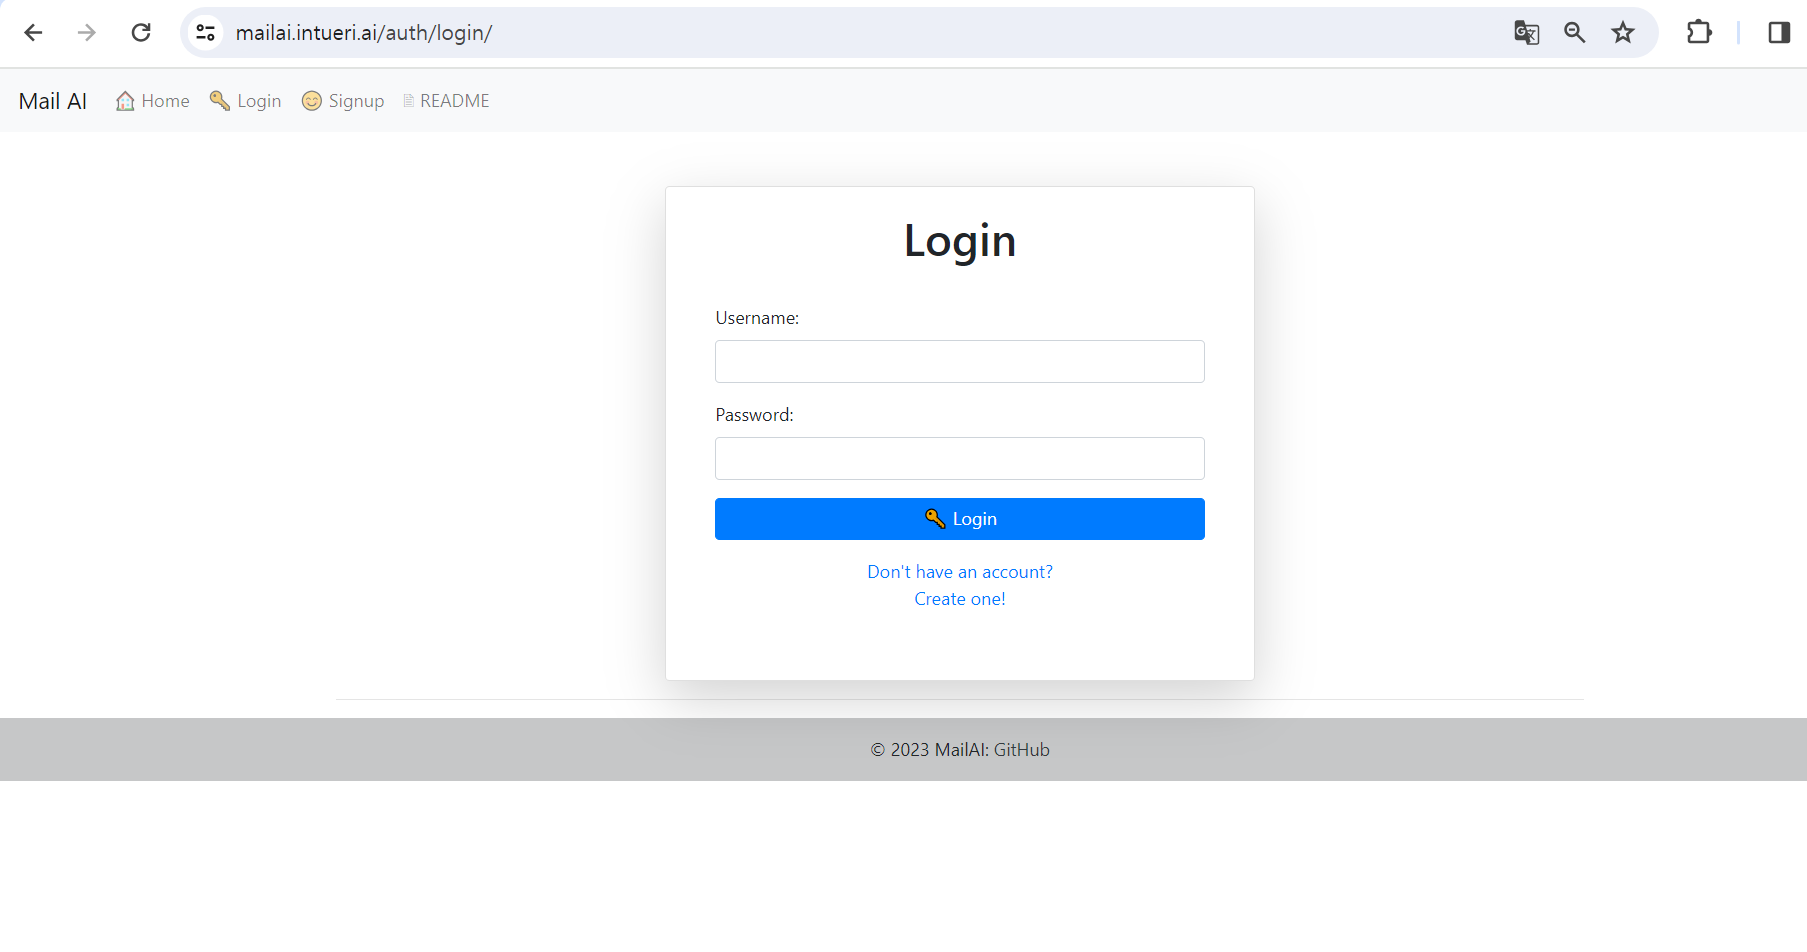 mailai.intueri.ai/auth/login/
Mail AI Home Login Signup README
Login
Username:
Password:
Login
Don't have an account?
Create one!
© 2023 MailAI: GitHub